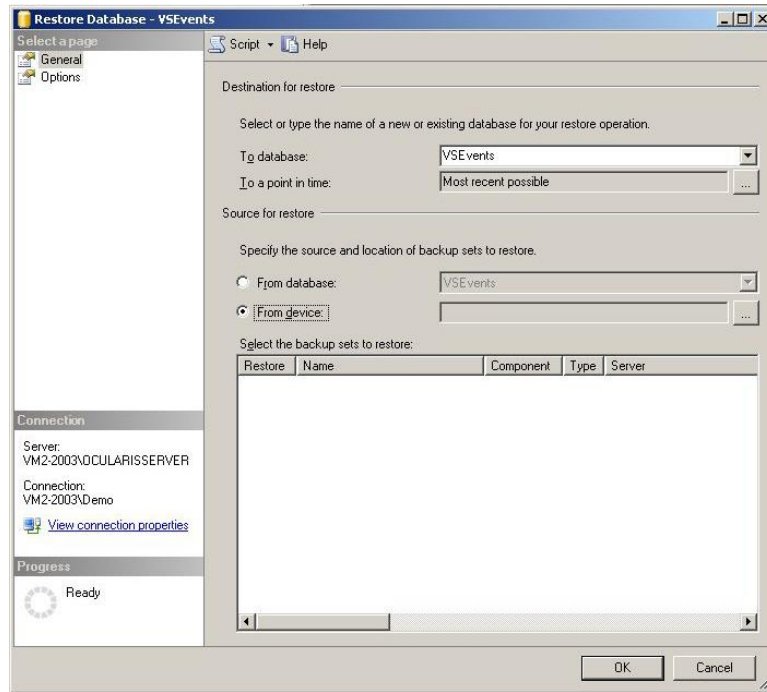 Restore Database - VSEvents
Select a page
General
Options
Script
Help
Destination for restore
Select or type the name of a new or existing database for your restore operation.
To database:
VSEvents
To a point in time:
Most recent possible
...
Source for restore
Specify the source and location of backup sets to restore.
From database:
VSEvents
From device:
...
Select the backup sets to restore:
Restore Name Component Type Server
Connection
Server:
VM2-2003\OCULARISSERVER
Connection:
VM2-2003\Demo
View connection properties
Progress
Ready
OK Cancel